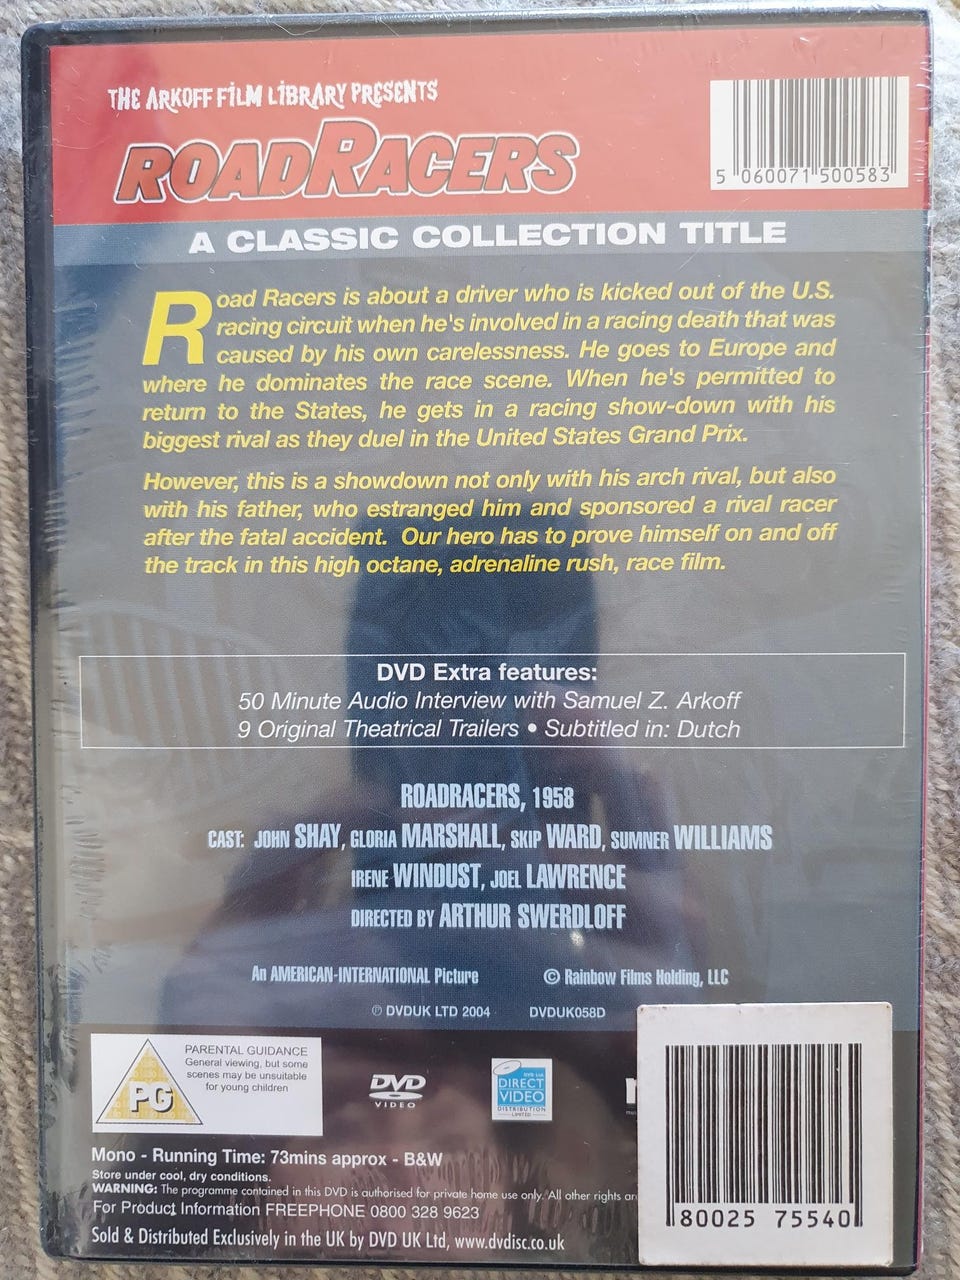 THE ARKOFF FILM LIBRARY PRESENTS
ROADRACERS
5 060071 500583
A CLASSIC COLLECTION TITLE
Road Racers is about a driver who is kicked out of the U.S.
racing circuit when he's involved in a racing death that was
caused by his own carelessness. He goes to Europe and
where he dominates the race scene. When he's permitted to
return to the States, he gets in a racing show-down with his
biggest rival as they duel in the United States Grand Prix.
However, this is a showdown not only with his arch rival, but also
with his father, who estranged him and sponsored a rival racer
after the fatal accident. Our hero has to prove himself on and off
the track in this high octane, adrenaline rush, race film.
DVD Extra features:
50 Minute Audio Interview with Samuel Z. Arkoff
9 Original Theatrical Trailers • Subtitled in: Dutch
ROADRACERS, 1958
CAST: JOHN SHAY, GLORIA MARSHALL, SKIP WARD, SUMNER WILLIAMS
IRENE WINDUST, JOEL LAWRENCE
DIRECTED BY ARTHUR SWERDLOFF
An AMERICAN-INTERNATIONAL Picture © Rainbow Films Holding, LLC
℗ DVDUK LTD 2004 DVDUK058D
PG
PARENTAL GUIDANCE
General viewing, but some
scenes may be unsuitable
for young children
DVD
VIDEO
DVD UK
DIRECT
VIDEO
DISTRIBUTION
LIMITED
Mono - Running Time: 73mins approx - B&W
Store under cool, dry conditions.
WARNING: The programme contained in this DVD is authorised for private home use only. All other rights
For Product Information FREEPHONE 0800 328 9623
Sold & Distributed Exclusively in the UK by DVD UK Ltd, www.dvdisc.co.uk
80025 75540